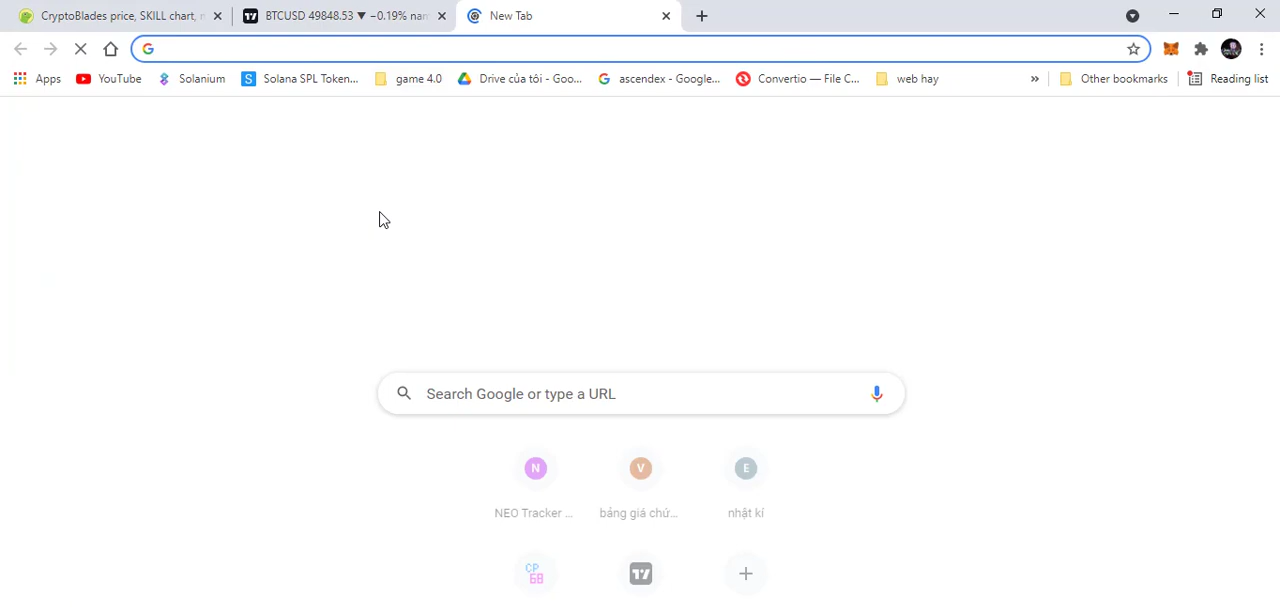 CryptoBlades price, SKILL chart, n
BTCUSD 49848.53 ▼ −0.19% nan
New Tab
Apps
YouTube
Solanium
Solana SPL Token...
game 4.0
Drive của tôi - Goo...
ascendex - Google...
Convertio — File C...
web hay
»
Other bookmarks
Reading list
Search Google or type a URL
N
V
E
NEO Tracker ...
bảng giá chứ...
nhật kí
CP
68